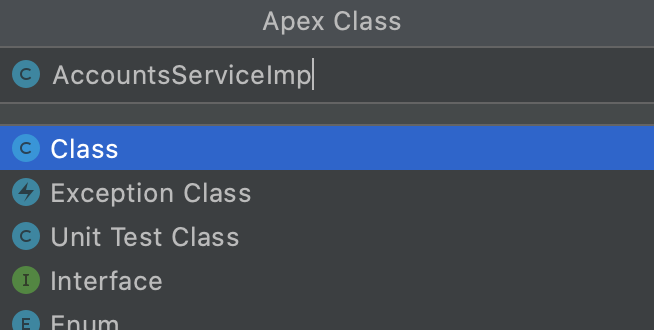 Apex Class
C AccountsServiceImp
C Class
Exception Class
C Unit Test Class
I Interface
E Enum